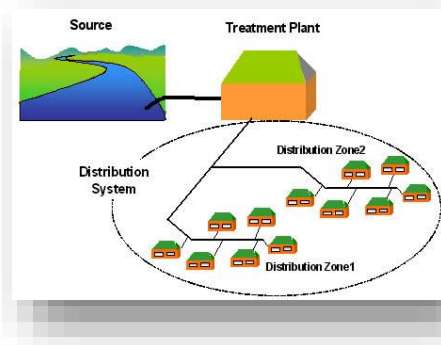 Source
Treatment Plant
Distribution Zone2
Distribution
System
Distribution Zone1